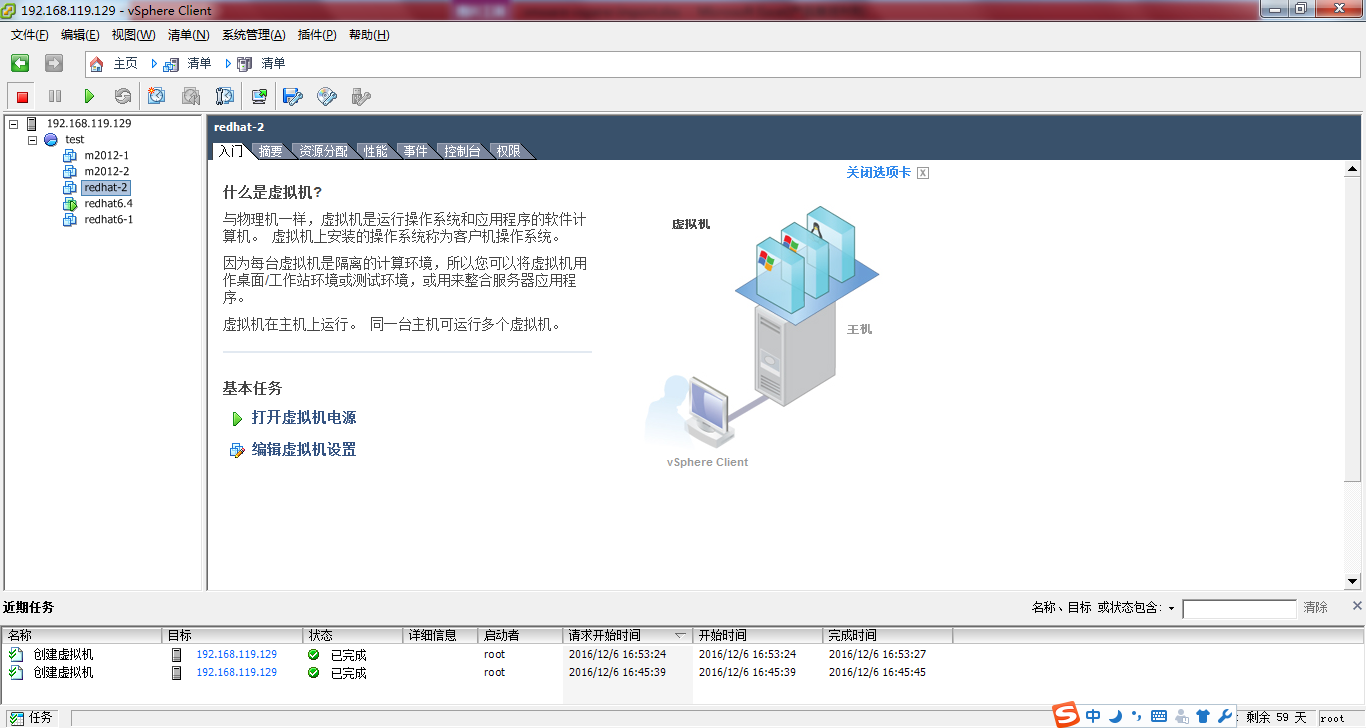 192.168.119.129 - vSphere Client
文件(F) 编辑(E) 视图(W) 清单(N) 系统管理(A) 插件(P) 帮助(H)
主页 清单 清单
192.168.119.129
test
m2012-1
m2012-2
redhat-2
redhat6.4
redhat6-1
redhat-2
入门 摘要 资源分配 性能 事件 控制台 权限
关闭选项卡 X
什么是虚拟机?
与物理机一样，虚拟机是运行操作系统和应用程序的软件计
算机。 虚拟机上安装的操作系统称为客户机操作系统。
因为每台虚拟机是隔离的计算环境，所以您可以将虚拟机用
作桌面/工作站环境或测试环境，或用来整合服务器应用程
序。
虚拟机在主机上运行。 同一台主机可运行多个虚拟机。
基本任务
打开虚拟机电源
编辑虚拟机设置
虚拟机
主机
vSphere Client
近期任务
名称、目标 或状态包含: 清除
名称 目标 状态 详细信息 启动者 请求开始时间 开始时间 完成时间
创建虚拟机 192.168.119.129 已完成 root 2016/12/6 16:53:24 2016/12/6 16:53:24 2016/12/6 16:53:27
创建虚拟机 192.168.119.129 已完成 root 2016/12/6 16:45:39 2016/12/6 16:45:39 2016/12/6 16:45:45
任务
中
: 剩余 59 天 root